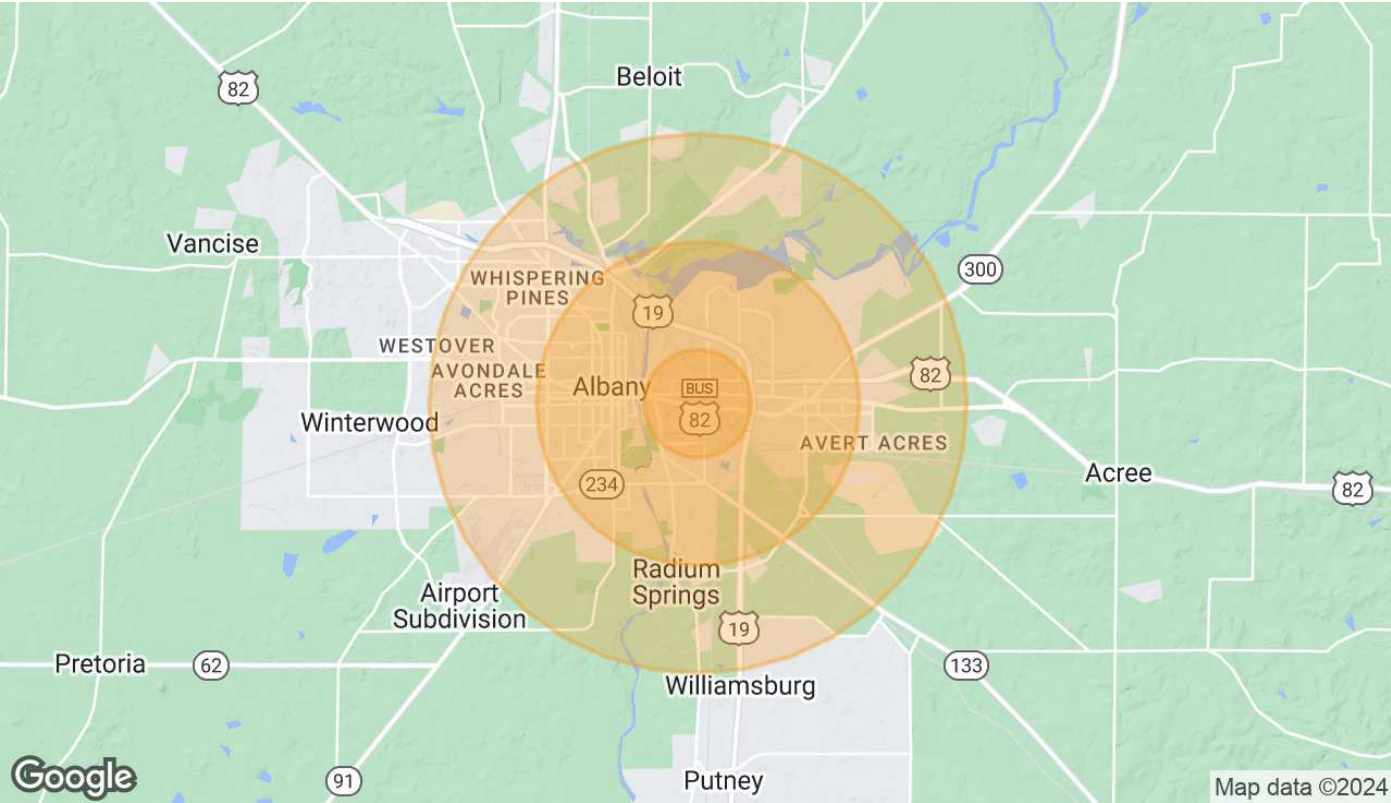 Beloit
82
Vancise
WHISPERING
PINES
300
19
WESTOVER
AVONDALE
ACRES
82
Albany
BUS
82
Winterwood
AVERT ACRES
Acree
234
82
Radium
Springs
Airport
Subdivision
19
Pretoria
62
133
Williamsburg
Google
91
Putney
Map data ©2024